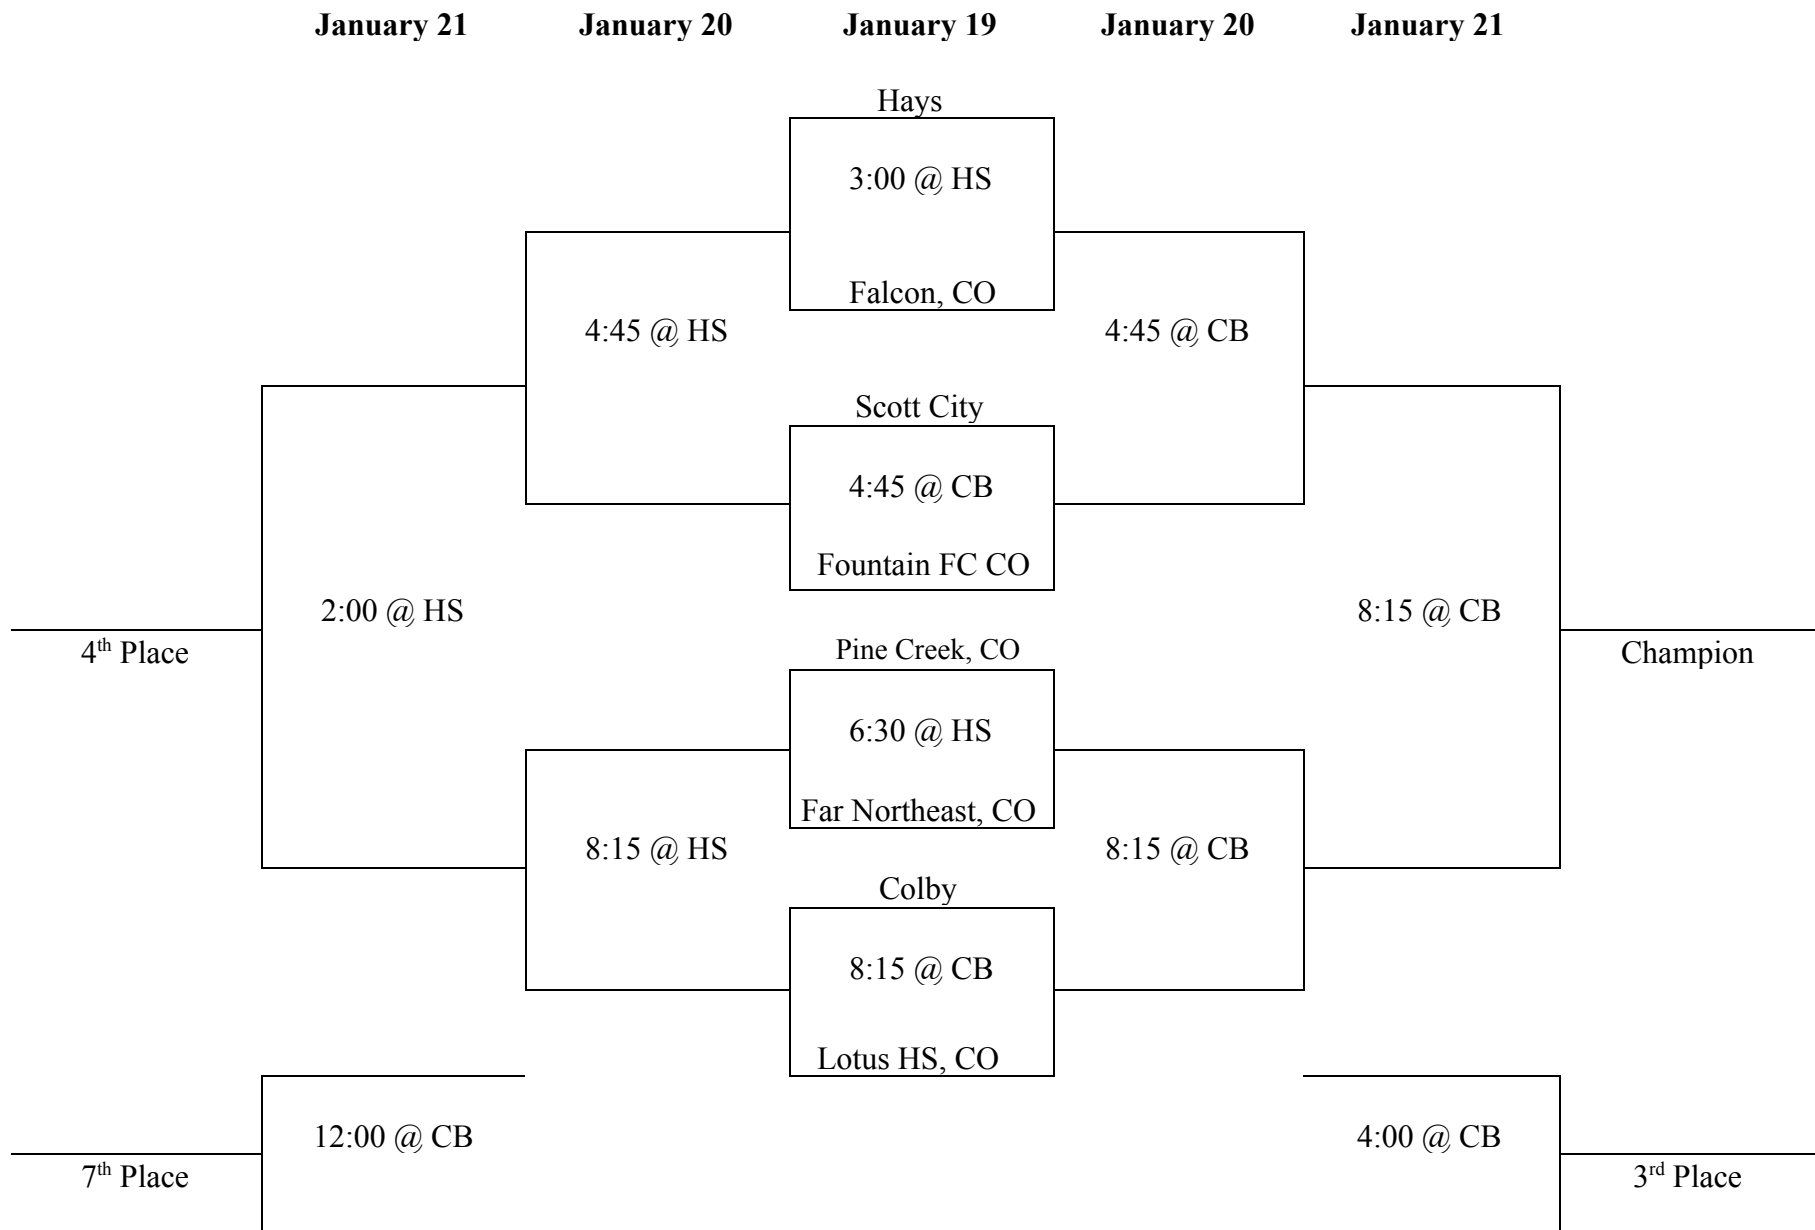 January 21 January 20 January 19 January 20 January 21
Hays
3:00 @ HS
Falcon, CO
4:45 @ HS 4:45 @ CB
Scott City
4:45 @ CB
Fountain FC CO
2:00 @ HS 8:15 @ CB
4th Place Pine Creek, CO Champion
6:30 @ HS
Far Northeast, CO
8:15 @ HS 8:15 @ CB
Colby
8:15 @ CB
Lotus HS, CO
12:00 @ CB 4:00 @ CB
7th Place 3rd Place